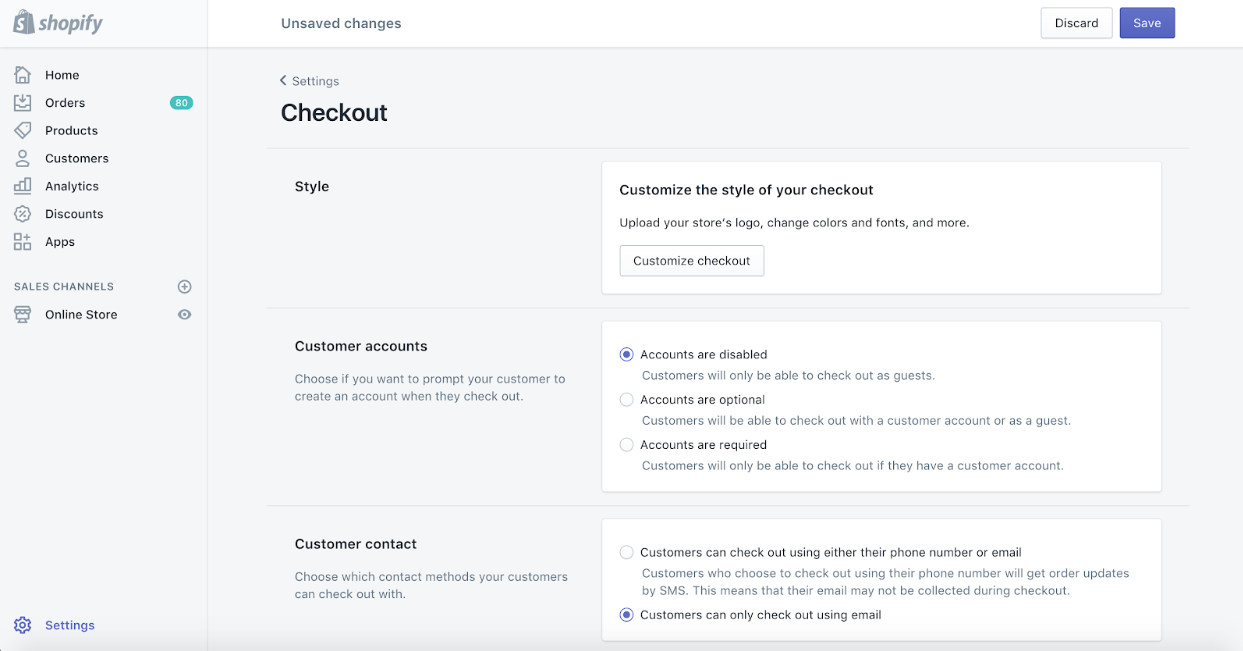 shopify
Unsaved changes
Discard
Save
Home
Orders
80
Products
Customers
Analytics
Discounts
Apps
SALES CHANNELS
Online Store
Settings
Settings
Checkout
Style
Customize the style of your checkout
Upload your store's logo, change colors and fonts, and more.
Customize checkout
Customer accounts
Choose if you want to prompt your customer to
create an account when they check out.
Accounts are disabled
Customers will only be able to check out as guests.
Accounts are optional
Customers will be able to check out with a customer account or as a guest.
Accounts are required
Customers will only be able to check out if they have a customer account.
Customer contact
Choose which contact methods your customers
can check out with.
Customers can check out using either their phone number or email
Customers who choose to check out using their phone number will get order updates
by SMS. This means that their email may not be collected during checkout.
Customers can only check out using email